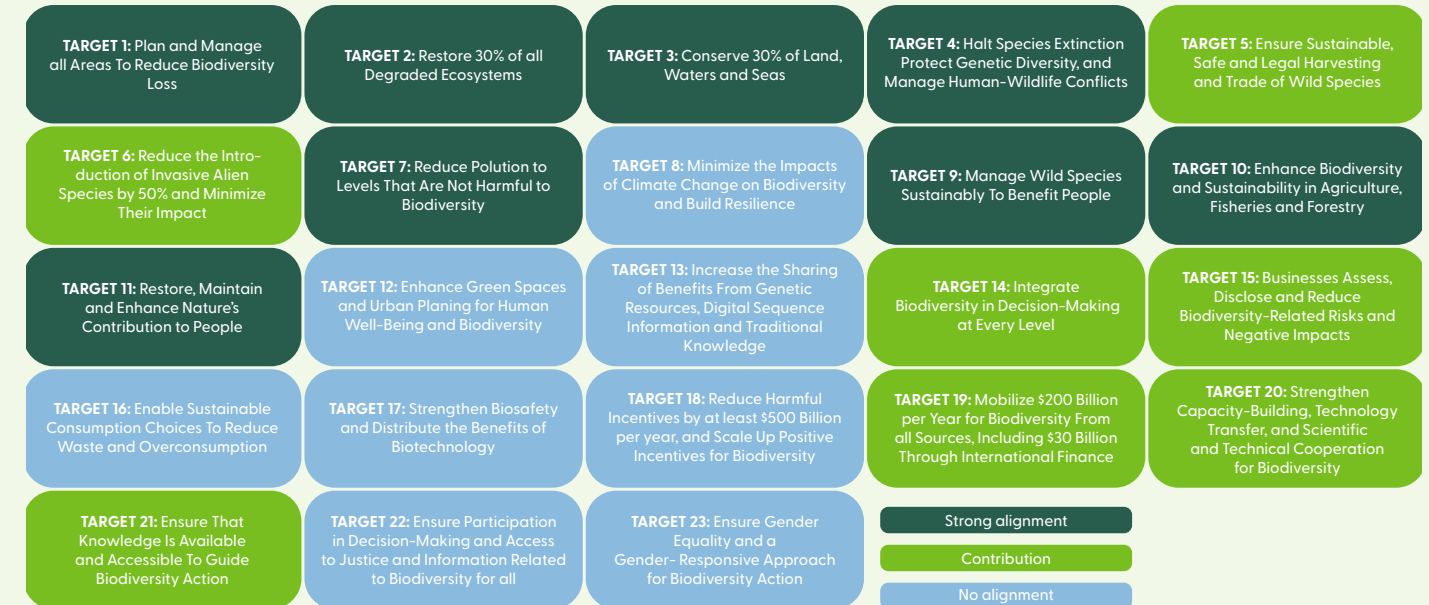 TARGET 1: Plan and Manage
all Areas To Reduce Biodiversity
Loss
TARGET 2: Restore 30% of all
Degraded Ecosystems
TARGET 3: Conserve 30% of Land,
Waters and Seas
TARGET 4: Halt Species Extinction
Protect Genetic Diversity, and
Manage Human-Wildlife Conflicts
TARGET 5: Ensure Sustainable,
Safe and Legal Harvesting
and Trade of Wild Species
TARGET 6: Reduce the Intro-
duction of Invasive Alien
Species by 50% and Minimize
Their Impact
TARGET 7: Reduce Polution to
Levels That Are Not Harmful to
Biodiversity
TARGET 8: Minimize the Impacts
of Climate Change on Biodiversity
and Build Resilience
TARGET 9: Manage Wild Species
Sustainably To Benefit People
TARGET 10: Enhance Biodiversity
and Sustainability in Agriculture,
Fisheries and Forestry
TARGET 11: Restore, Maintain
and Enhance Nature's
Contribution to People
TARGET 12: Enhance Green Spaces
and Urban Planing for Human
Well-Being and Biodiversity
TARGET 13: Increase the Sharing
of Benefits From Genetic
Resources, Digital Sequence
Information and Traditional
Knowledge
TARGET 14: Integrate
Biodiversity in Decision-Making
at Every Level
TARGET 15: Businesses Assess,
Disclose and Reduce
Biodiversity-Related Risks and
Negative Impacts
TARGET 16: Enable Sustainable
Consumption Choices To Reduce
Waste and Overconsumption
TARGET 17: Strengthen Biosafety
and Distribute the Benefits of
Biotechnology
TARGET 18: Reduce Harmful
Incentives by at least $500 Billion
per year, and Scale Up Positive
Incentives for Biodiversity
TARGET 19: Mobilize $200 Billion
per Year for Biodiversity From
all Sources, Including $30 Billion
Through International Finance
TARGET 20: Strengthen
Capacity-Building, Technology
Transfer, and Scientific
and Technical Cooperation
for Biodiversity
TARGET 21: Ensure That
Knowledge Is Available
and Accessible To Guide
Biodiversity Action
TARGET 22: Ensure Participation
in Decision-Making and Access
to Justice and Information Related
to Biodiversity for all
TARGET 23: Ensure Gender
Equality and a
Gender- Responsive Approach
for Biodiversity Action
Strong alignment
Contribution
No alignment